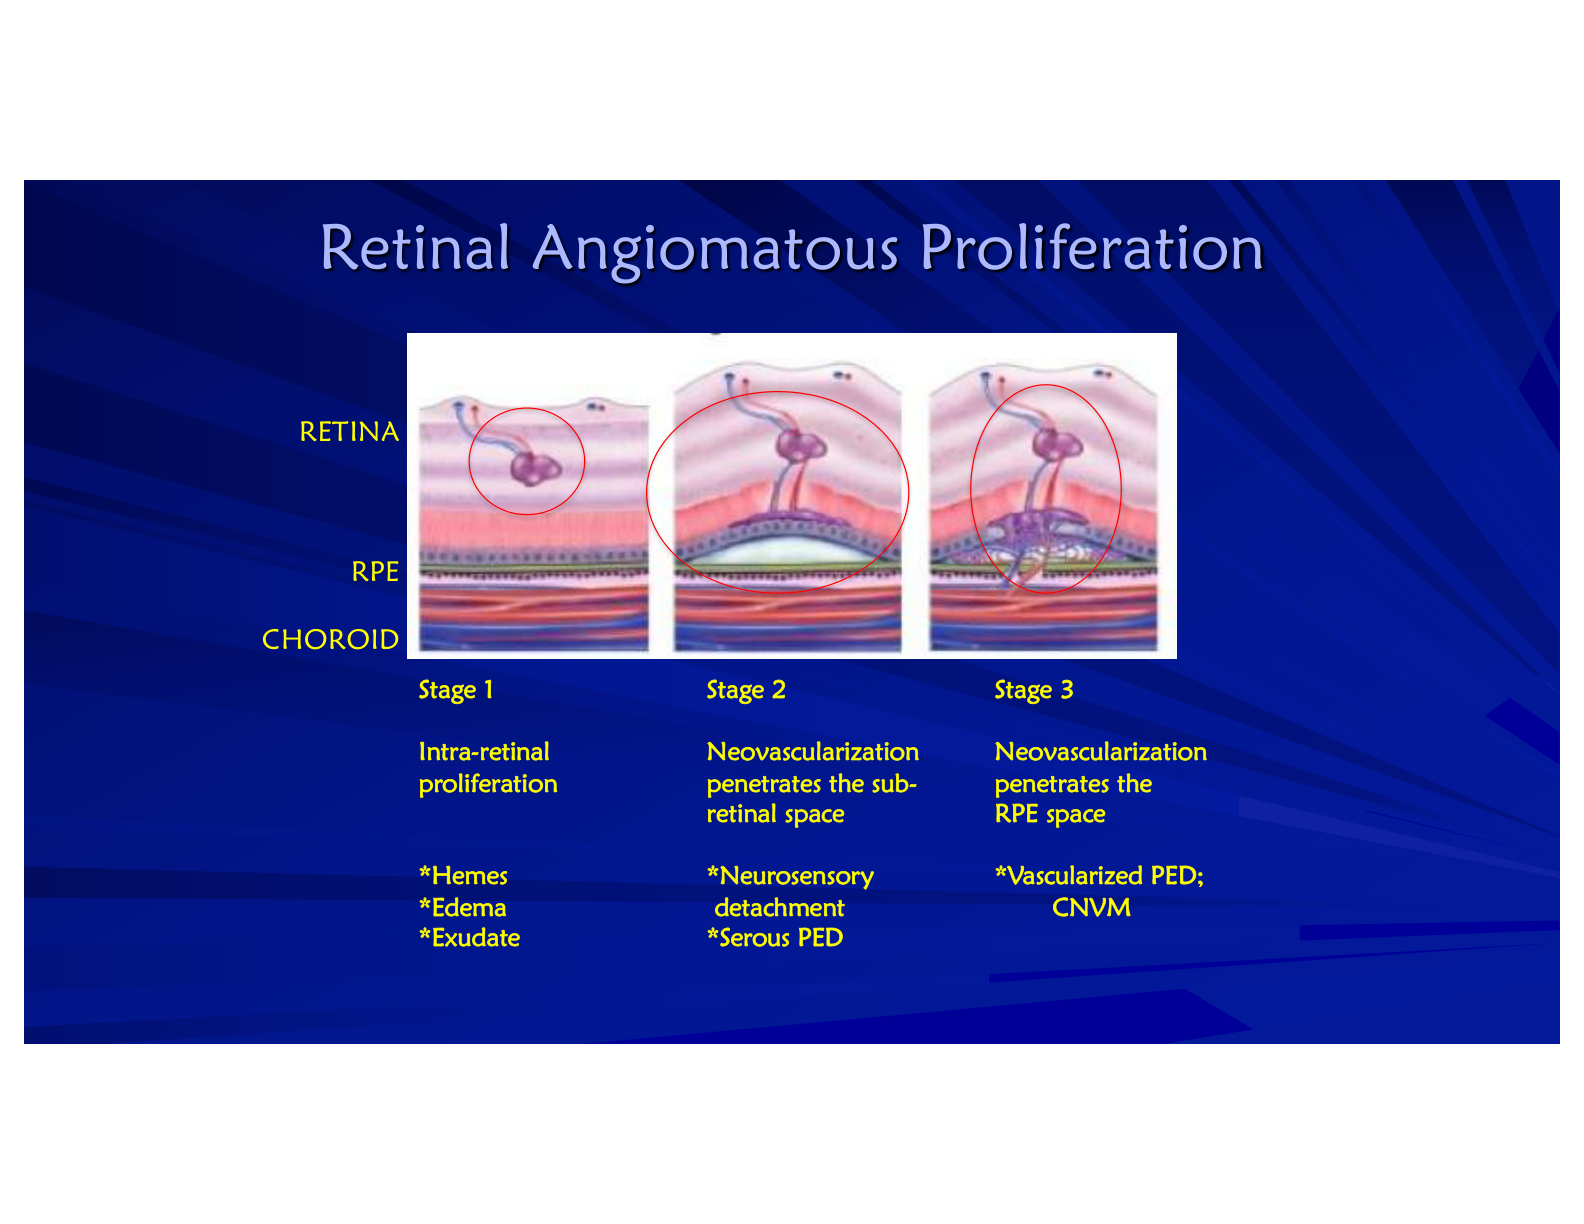 Retinal Angiomatous Proliferation
RETINA
RPE
CHOROID
Stage 1
Intra-retinal
proliferation
*Hemes
*Edema
*Exudate
Stage 2
Neovascularization
penetrates the sub-
retinal space
*Neurosensory
detachment
*Serous PED
Stage 3
Neovascularization
penetrates the
RPE space
*Vascularized PED;
CNVM